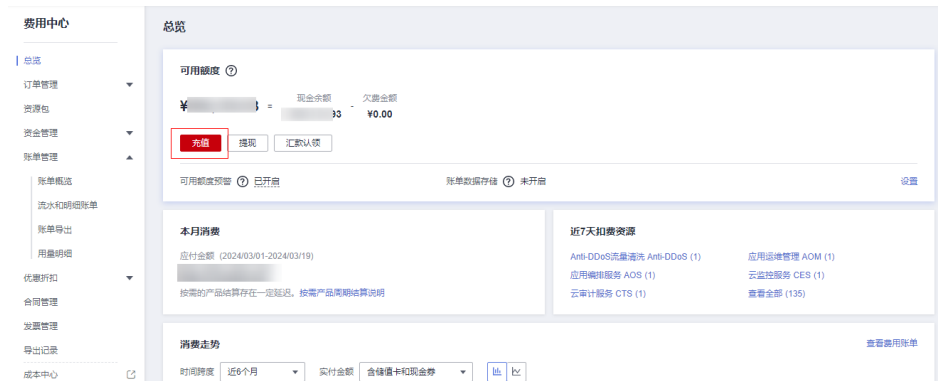 费用中心
总览
订单管理
资源包
资金管理
账单管理
账单概览
流水和明细账单
账单导出
用量明细
优惠折扣
合同管理
发票管理
导出记录
成本中心
总览
可用额度 ?
¥ = 现金余额 - 欠费金额
93 ¥0.00
充值 提现 汇款认领
可用额度预警 ? 已开启 账单数据存储 ? 未开启 设置
本月消费
应付金额 (2024/03/01-2024/03/19)
按需的产品结算存在一定延迟。按需产品周期结算说明
近7天扣费资源
Anti-DDoS流量清洗 Anti-DDoS (1) 应用运维管理 AOM (1)
应用编排服务 AOS (1) 云监控服务 CES (1)
云审计服务 CTS (1) 查看全部 (135)
消费走势 查看费用账单
时间跨度 近6个月 实付金额 含储值卡和现金券